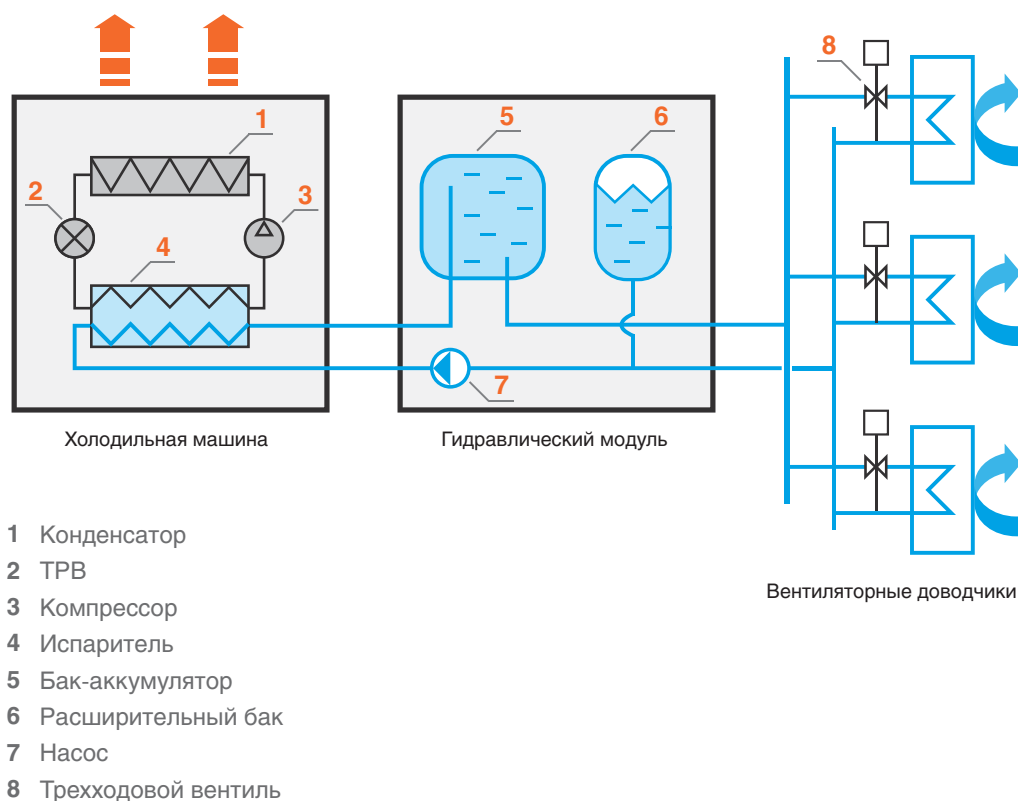 8
1
5
6
2
3
4
7
Холодильная машина
Гидравлический модуль
1 Конденсатор
2 ТРВ
Вентиляторные доводчики
3 Компрессор
4 Испаритель
5 Бак-аккумулятор
6 Расширительный бак
7 Насос
8 Трехходовой вентиль